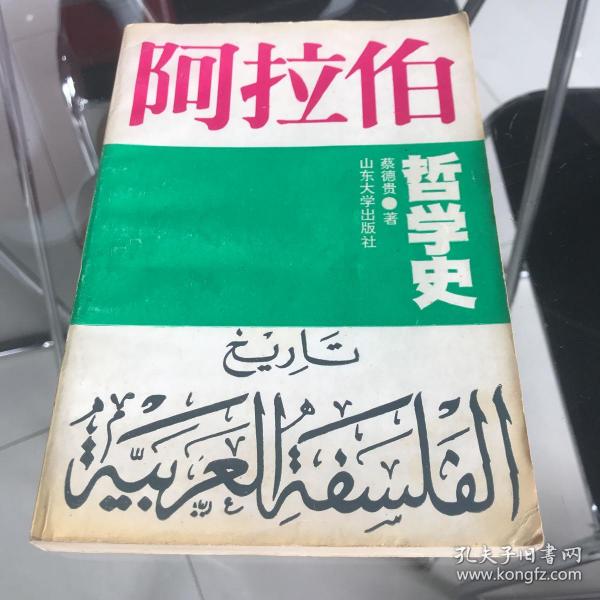 阿拉伯
哲学史
蔡德贵●著
山东大学出版社
تاريخ
الفلسفة العربية
孔夫子旧书网
www.kongfz.com